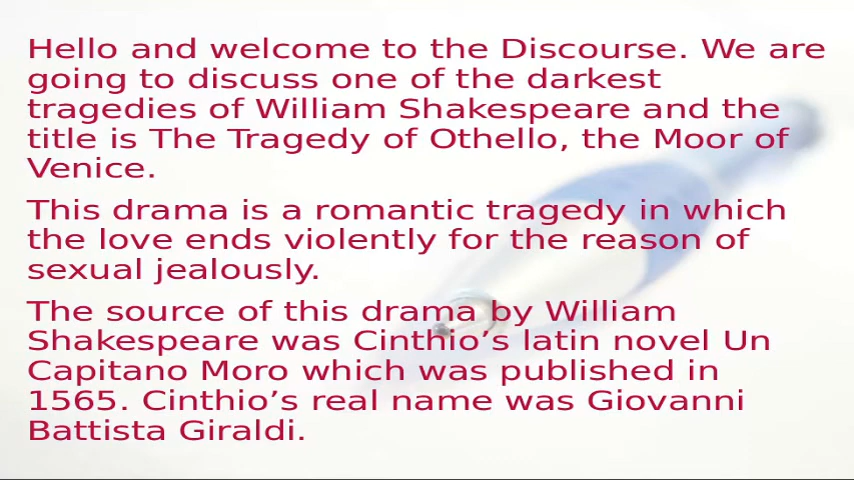 Hello and welcome to the Discourse. We are
going to discuss one of the darkest
tragedies of William Shakespeare and the
title is The Tragedy of Othello, the Moor of
Venice.
This drama is a romantic tragedy in which
the love ends violently for the reason of
sexual jealously.
The source of this drama by William
Shakespeare was Cinthio’s latin novel Un
Capitano Moro which was published in
1565. Cinthio’s real name was Giovanni
Battista Giraldi.